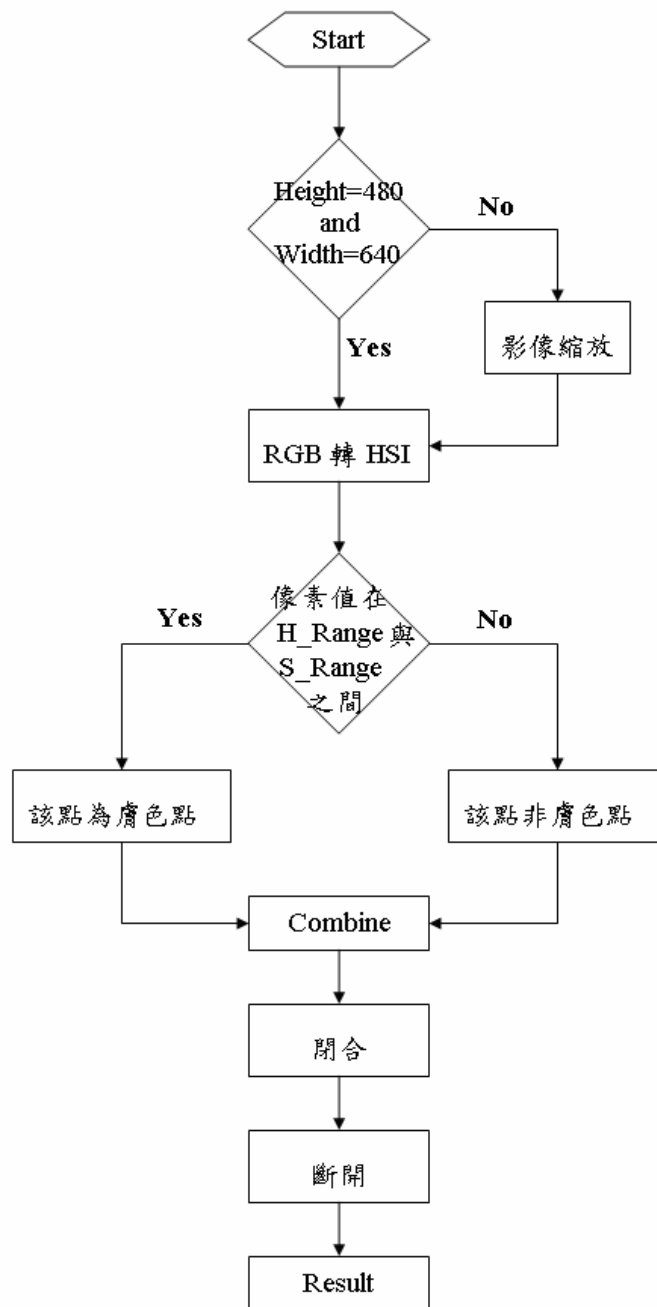 Start
Height=480
and
Width=640
No
Yes
影像縮放
RGB 轉 HSI
像素值在
H_Range 與
S_Range
之間
Yes
No
該點為膚色點
該點非膚色點
Combine
閉合
斷開
Result